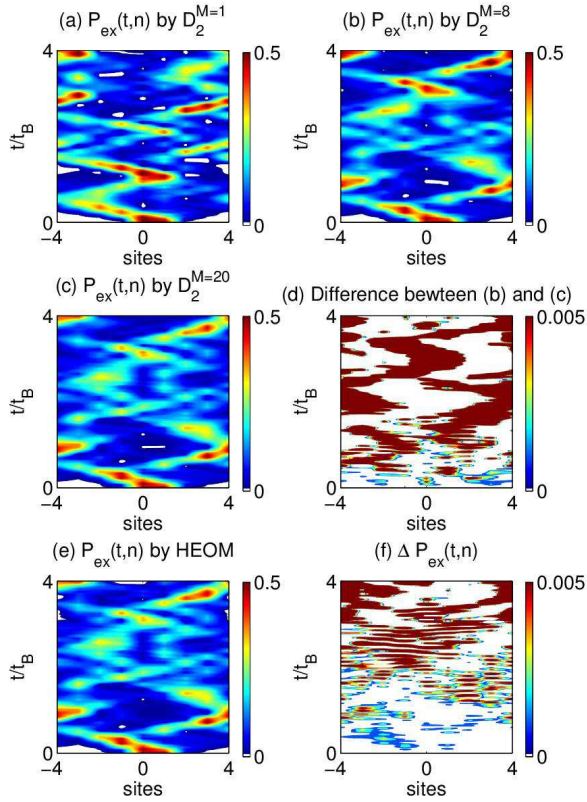 (a) P_ex(t,n) by D_2^{M=1}
(b) P_ex(t,n) by D_2^{M=8}
4
0.5
4
0.5
t/t_B
t/t_B
0
0
0
0
−4
0
4
−4
0
4
sites
sites
(c) P_ex(t,n) by D_2^{M=20}
(d) Difference bewteen (b) and (c)
4
0.5
4
0.005
t/t_B
t/t_B
0
0
0
0
−4
0
4
−4
0
4
sites
sites
(e) P_ex(t,n) by HEOM
(f) Δ P_ex(t,n)
4
0.5
4
0.005
t/t_B
t/t_B
0
0
0
0
−4
0
4
−4
0
4
sites
sites